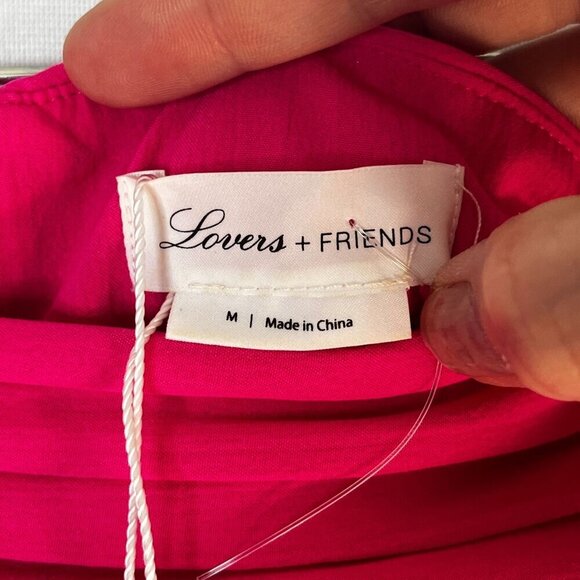 Lovers + FRIENDS
M | Made in China